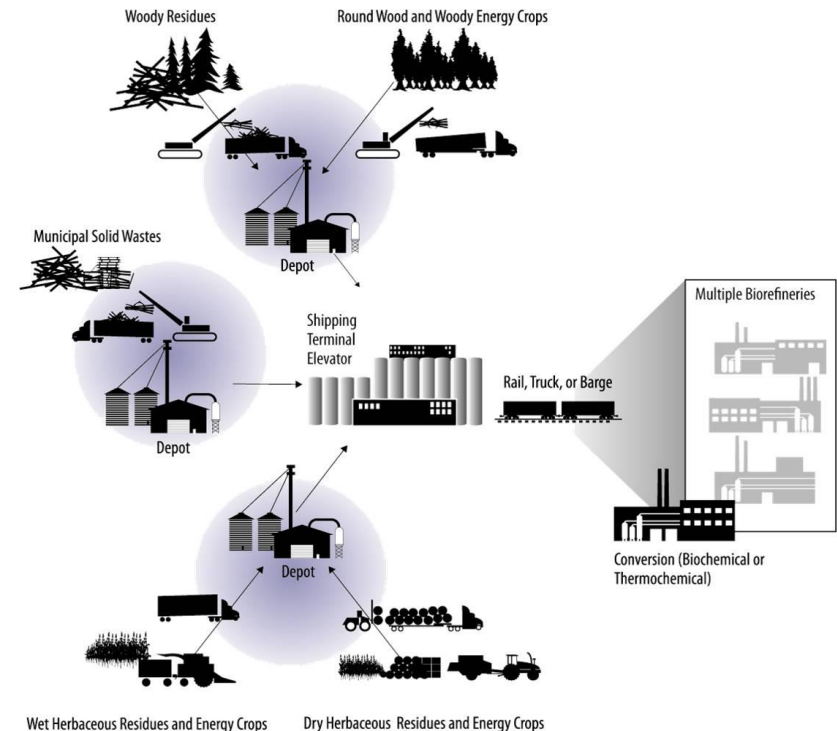 Woody Residues
Round Wood and Woody Energy Crops
Depot
Municipal Solid Wastes
Depot
Shipping
Terminal
Elevator
Rail, Truck, or Barge
Multiple Biorefineries
Conversion (Biochemical or
Thermochemical)
Depot
Wet Herbaceous Residues and Energy Crops
Dry Herbaceous Residues and Energy Crops